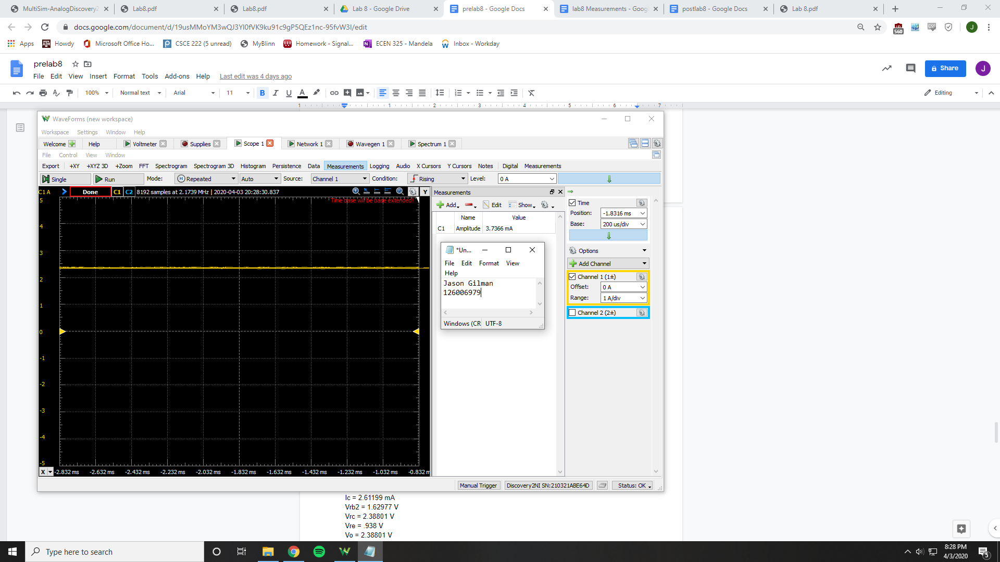 MultiSim-AnalogDiscovery2
Lab8.pdf
Lab8.pdf
Lab 8 - Google Drive
prelab8 - Google Docs
lab8 Measurements - Goog
postlab8 - Google Docs
Lab 8.pdf
docs.google.com/document/d/19usMMoYM3wQJ3Yl0fVK9ku91c9gP5QEz1nc-95fvW3I/edit
560
J
Apps
Howdy
Microsoft Office Ho...
CSCE 222 (5 unread)
MyBlinn
Homework - Signal...
ECEN 325 - Mandela
Inbox - Workday
prelab8
File Edit View Insert Format Tools Add-ons Help Last edit was 4 days ago
Share
J
100% Normal text Arial 11 B I U A Editing
1 1 2 3 4 5 6 7
WaveForms (new workspace)
Workspace Settings Window Help
Welcome Help Voltmeter Supplies Scope 1 Network 1 Wavegen 1 Spectrum 1
File Control View Window
Export +XY +XYZ 3D +Zoom FFT Spectrogram Spectrogram 3D Histogram Persistence Data Measurements Logging Audio X Cursors Y Cursors Notes Digital Measurements
Single Run Mode: Repeated Auto Source: Channel 1 Condition: Rising Level: 0 A
C1 A Done C1 C2 8192 samples at 2.1739 MHz | 2020-04-03 20:28:30.837 Y
Time base will be base extended!
5
4
3
2
1
0
-1
-2
-3
-4
-5
X -2.832 ms -2.632 ms -2.432 ms -2.232 ms -2.032 ms -1.832 ms -1.632 ms -1.432 ms -1.232 ms -1.032 ms -0.832 m
Measurements
Add Edit Show
Name Value
C1 Amplitude 3.7366 mA
*Un...
File Edit Format View
Help
Jason Gilman
126006979
Windows (CR UTF-8
Time
Position: -1.8316 ms
Base: 200 us/div
Options
Add Channel
Channel 1 (1±)
Offset: 0 A
Range: 1 A/div
Channel 2 (2±)
Manual Trigger Discovery2NI SN:210321ABE64D Status: OK
Ic = 2.61199 mA
Vrb2 = 1.62977 V
Vrc = 2.38801 V
Vre = .938 V
Vo = 2.38801 V
Type here to search
8:28 PM
4/3/2020
5